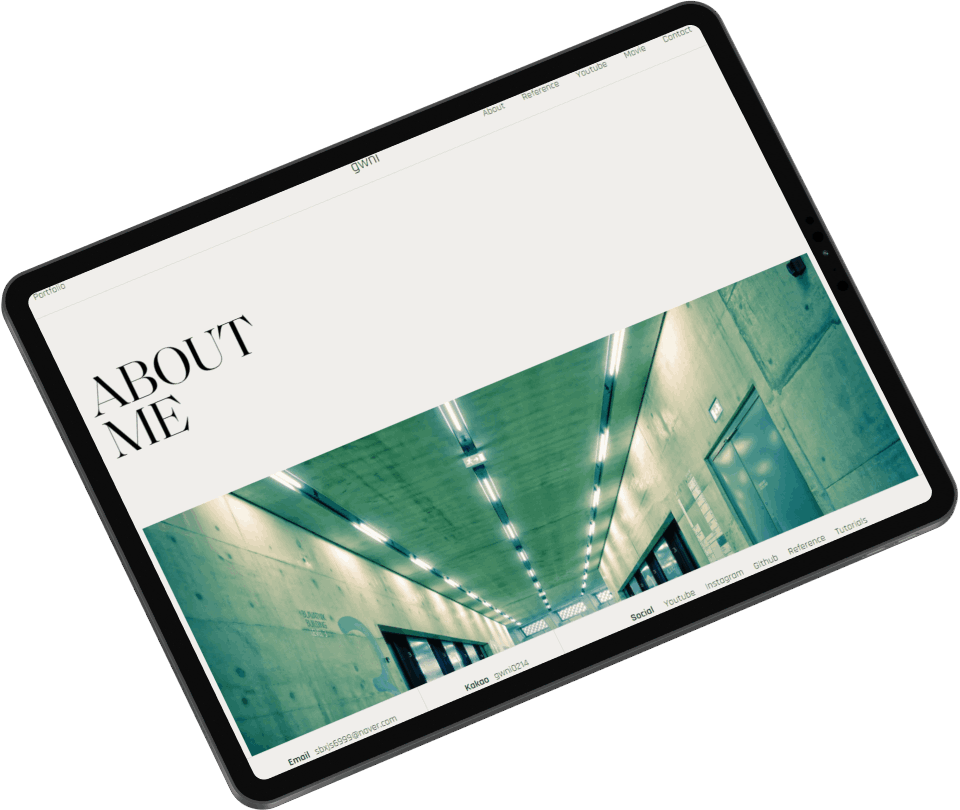 Portfolio
gwni
About Reference Youtube Movie Contact
ABOUT
ME
Email sbxjs6999@naver.com
Kakao gwni0214
Social Youtube Instagram Github Reference Tutorials